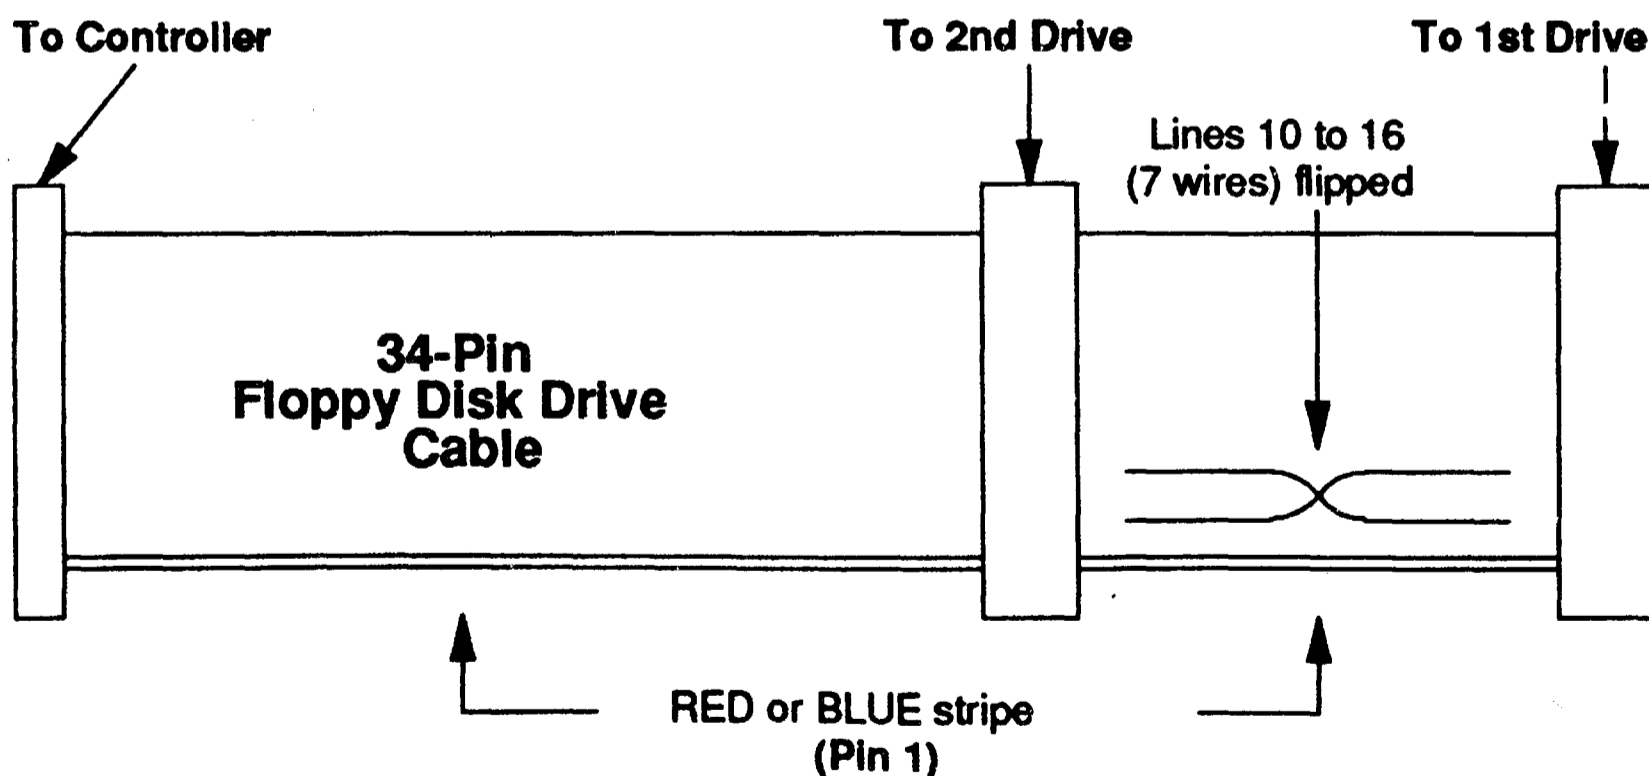 To Controller
To 2nd Drive
To 1st Drive
Lines 10 to 16
(7 wires) flipped
34-Pin
Floppy Disk Drive
Cable
RED or BLUE stripe
(Pin 1)